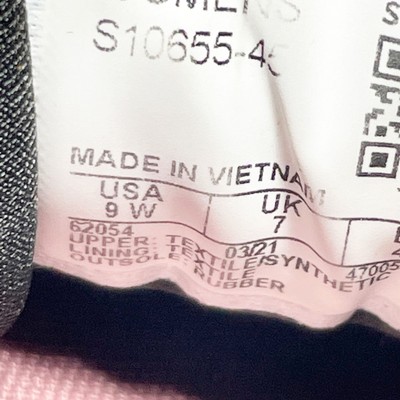 S10655-45
MADE IN VIETNAM
USA UK
9 W 7
62054 03/21 47005
UPPER: TEXTILE/SYNTHETIC
LINING: TEXTILE
OUTSOLE: RUBBER